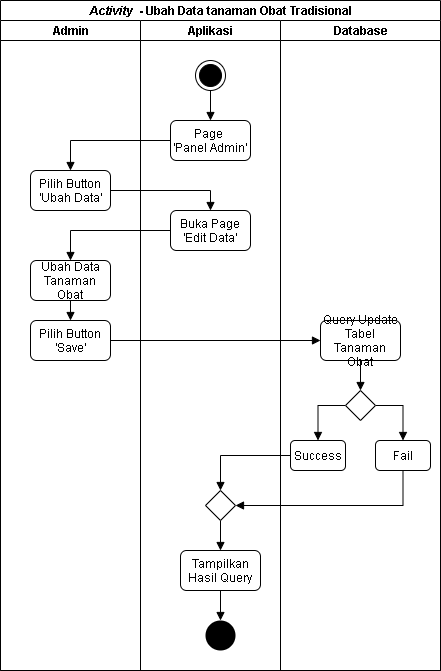 Activity - Ubah Data tanaman Obat Tradisional
Admin
Aplikasi
Database
Page
'Panel Admin'
Pilih Button
'Ubah Data'
Buka Page
'Edit Data'
Ubah Data
Tanaman
Obat
Pilih Button
'Save'
Query Update
Tabel
Tanaman
Obat
Success
Fail
Tampilkan
Hasil Query